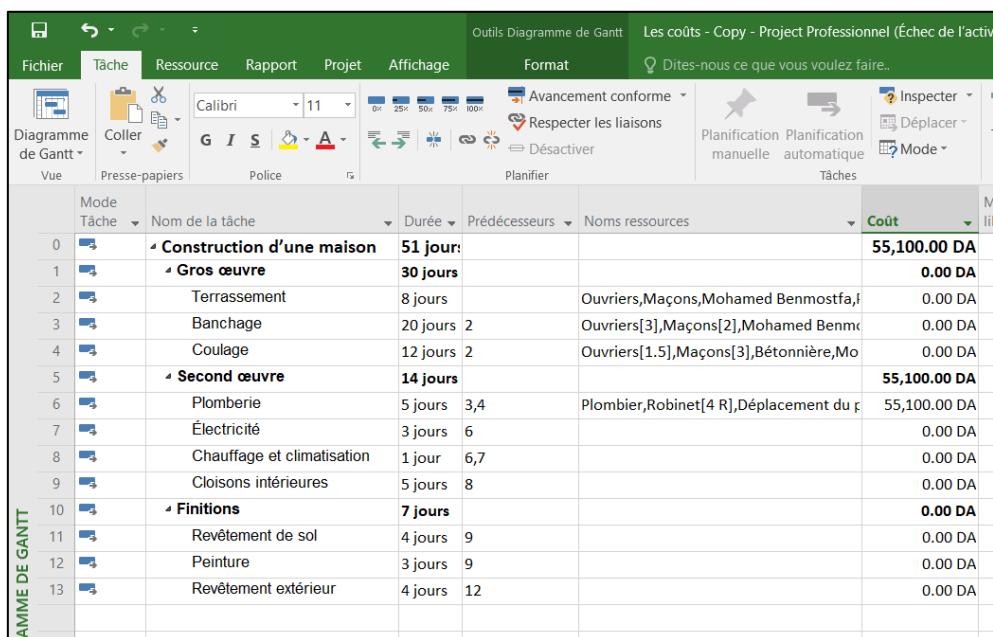 Outils Diagramme de Gantt Les coûts - Copy - Project Professionnel (Échec de l'activ
Fichier Tâche Ressource Rapport Projet Affichage Format Dites-nous ce que vous voulez faire..
Diagramme de Gantt
Vue
Coller
Presse-papiers
Calibri 11
G I S A
Police
0% 25% 50% 75% 100%
Avancement conforme
Respecter les liaisons
Désactiver
Planifier
Planification manuelle
Planification automatique
Inspecter
Déplacer
Mode
Tâches
Mode Tâche Nom de la tâche Durée Prédécesseurs Noms ressources Coût
0 Construction d'une maison 51 jours 55,100.00 DA
1 Gros œuvre 30 jours 0.00 DA
2 Terrassement 8 jours Ouvriers,Maçons,Mohamed Benmostfa,
3 Banchage 20 jours 2 Ouvriers[3],Maçons[2],Mohamed Benmo
4 Coulage 12 jours 2 Ouvriers[1.5],Maçons[3],Bétonnière,Mo 0.00 DA
5 Second œuvre 14 jours 55,100.00 DA
6 Plomberie 5 jours 3,4 Plombier,Robinet[4 R],Déplacement du p 55,100.00 DA
7 Électricité 3 jours 6 0.00 DA
8 Chauffage et climatisation 1 jour 6,7 0.00 DA
9 Cloisons intérieures 5 jours 8 0.00 DA
10 Finitions 7 jours 0.00 DA
11 Revêtement de sol 4 jours 9 0.00 DA
12 Peinture 3 jours 9 0.00 DA
13 Revêtement extérieur 4 jours 12 0.00 DA
AMME DE GANTT